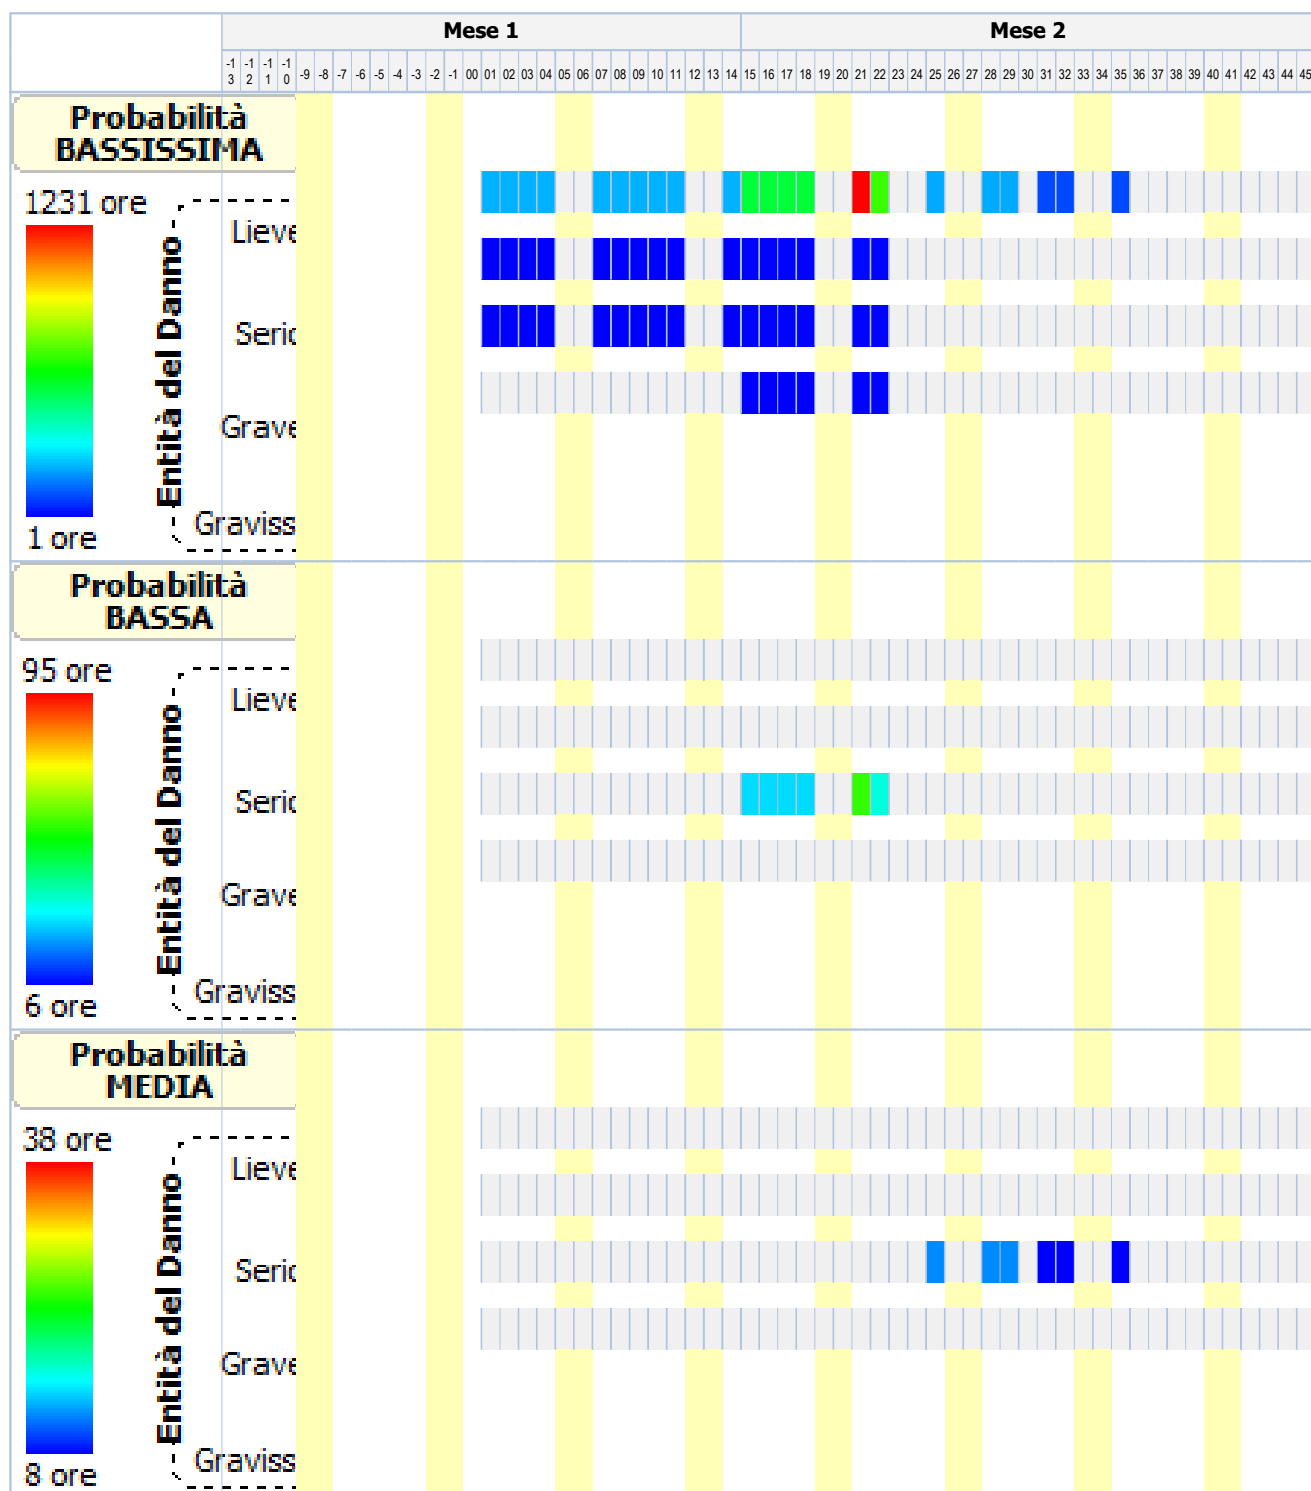 Mese 1 Mese 2
-13 -12 -11 -10 -9 -8 -7 -6 -5 -4 -3 -2 -1 00 01 02 03 04 05 06 07 08 09 10 11 12 13 14 15 16 17 18 19 20 21 22 23 24 25 26 27 28 29 30 31 32 33 34 35 36 37 38 39 40 41 42 43 44 45
Probabilità
BASSISSIMA
1231 ore
Entità del Danno
Lieve
Serio
Grave
Graviss
1 ore
Probabilità
BASSA
95 ore
Entità del Danno
Lieve
Serio
Grave
Graviss
6 ore
Probabilità
MEDIA
38 ore
Entità del Danno
Lieve
Serio
Grave
Graviss
8 ore